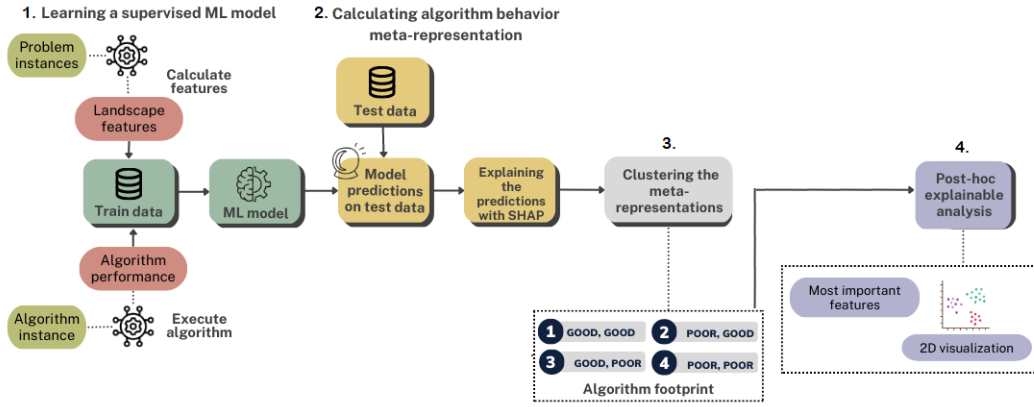 1. Learning a supervised ML model
2. Calculating algorithm behavior
meta-representation
Problem
instances
Calculate
features
Landscape
features
Train data
ML model
Algorithm
performance
Algorithm
instance
Execute
algorithm
Test data
Model
predictions
on test data
Explaining
the
predictions
with SHAP
3.
Clustering the
meta-
representations
1 GOOD, GOOD
2 POOR, GOOD
3 GOOD, POOR
4 POOR, POOR
Algorithm footprint
4.
Post-hoc
explainable
analysis
Most important
features
2D visualization